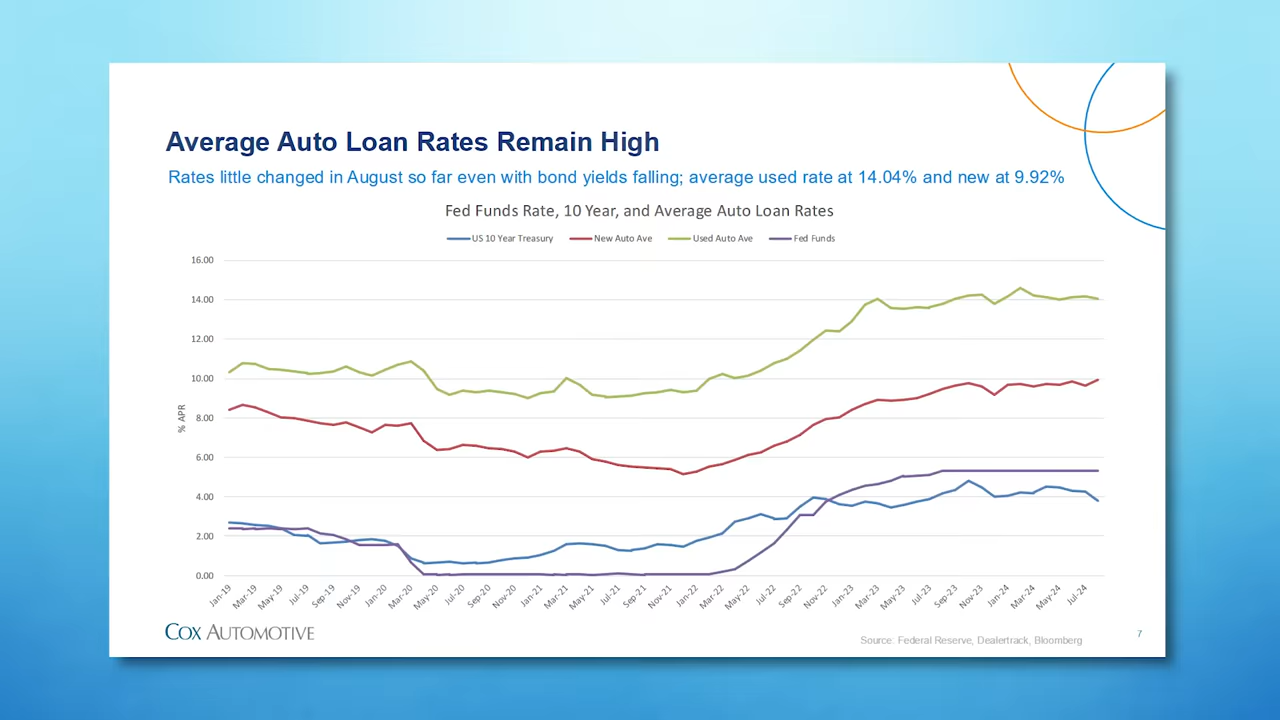 Average Auto Loan Rates Remain High
Rates little changed in August so far even with bond yields falling; average used rate at 14.04% and new at 9.92%
Fed Funds Rate, 10 Year, and Average Auto Loan Rates
US 10 Year Treasury New Auto Ave Used Auto Ave Fed Funds
16.00
14.00
12.00
10.00
8.00
6.00
4.00
2.00
0.00
% APR
Jan-19 Mar-19 May-19 Jul-19 Sep-19 Nov-19 Jan-20 Mar-20 May-20 Jul-20 Sep-20 Nov-20 Jan-21 Mar-21 May-21 Jul-21 Sep-21 Nov-21 Jan-22 Mar-22 May-22 Jul-22 Sep-22 Nov-22 Jan-23 Mar-23 May-23 Jul-23 Sep-23 Nov-23 Jan-24 Mar-24 May-24 Jul-24
COX AUTOMOTIVE
Source: Federal Reserve, Dealertrack, Bloomberg
7